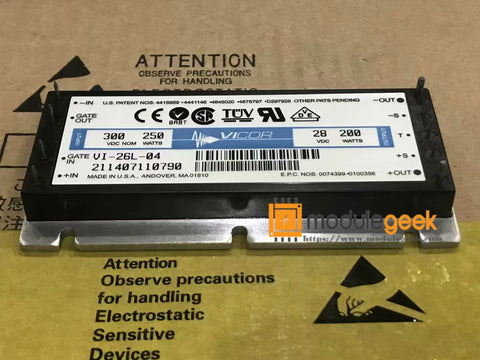 ATTENTION
OBSERVE PRECAUTIONS
FOR HANDLING
-IN
U.S. PATENT NOS: 4415959 •4441146 •4648020 •4675797 •D297928 OTHER PATS PENDING
-OUT
GATE
OUT
CE
BABT
TÜV
-S
INPUT
300
VDC NOM
250
WATTS
VICOR
28
VDC
200
WATTS
T
GATE
IN
VI-26L-04
+S
211407110790
+IN
MADE IN U.S.A., ANDOVER, MA 01810
E.P.C. NOS: 0074399 •0100356
+OUT
modulegeek
Attention
Observe precautions
for handling
Electrostatic
Sensitive
Devices